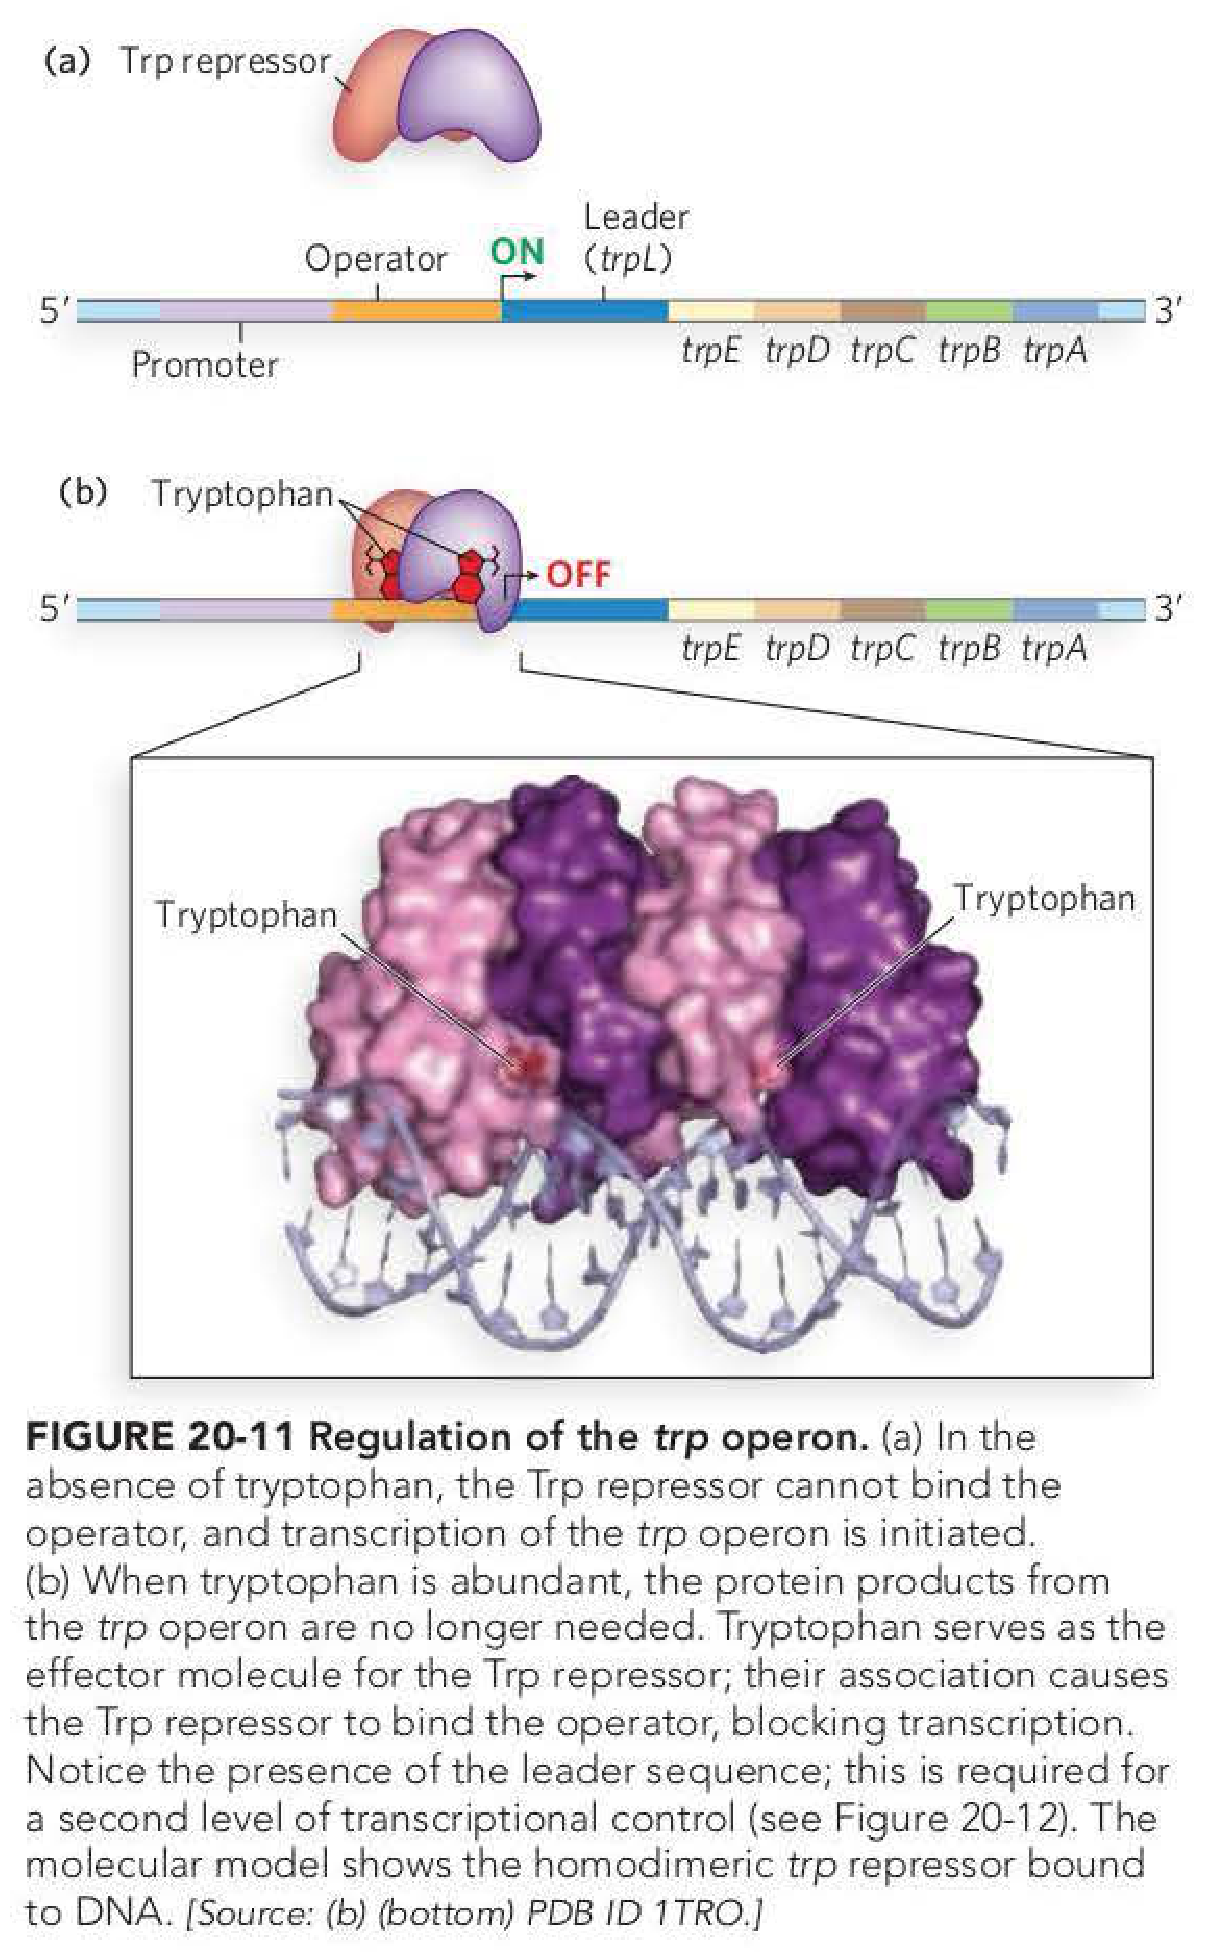 (a) Trp repressor
Leader
Operator ON (trpL)
5′ 3′
trpE trpD trpC trpB trpA
Promoter
(b) Tryptophan
OFF
5′ 3′
trpE trpD trpC trpB trpA
Tryptophan
Tryptophan
FIGURE 20-11 Regulation of the trp operon. (a) In the
absence of tryptophan, the Trp repressor cannot bind the
operator, and transcription of the trp operon is initiated.
(b) When tryptophan is abundant, the protein products from
the trp operon are no longer needed. Tryptophan serves as the
effector molecule for the Trp repressor; their association causes
the Trp repressor to bind the operator, blocking transcription.
Notice the presence of the leader sequence; this is required for
a second level of transcriptional control (see Figure 20-12). The
molecular model shows the homodimeric trp repressor bound
to DNA. [Source: (b) (bottom) PDB ID 1TRO.]